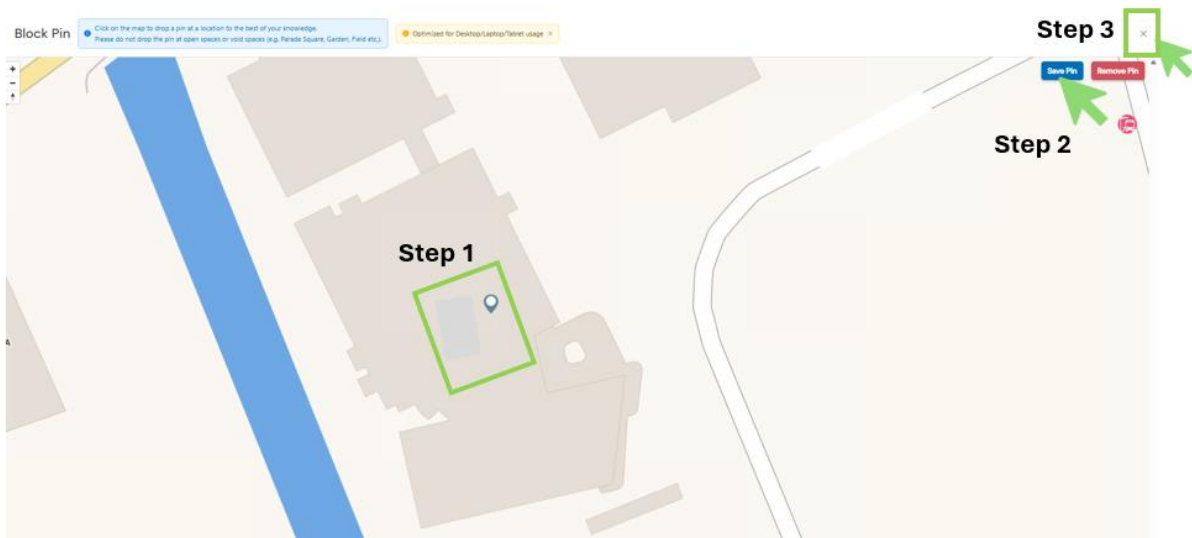 Block Pin
Click on the map to drop a pin at a location to the best of your knowledge.
Please do not drop the pin at open spaces or void spaces (e.g. Parade Square, Garden, Field etc,).
Optimized for Desktop/Laptop/Tablet usage ×
Step 3
×
+
−
Save Pin
Remove Pin
Step 2
Step 1
A